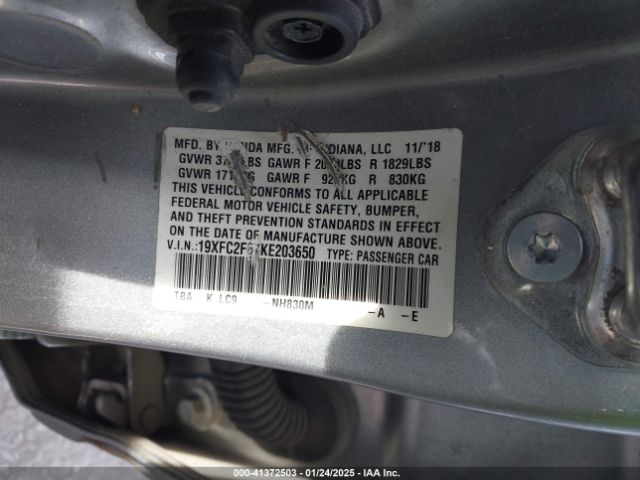 MFD. BY HONDA MFG. INDIANA, LLC 11/'18
GVWR LBS GAWR F LBS R 1829LBS
GVWR KG GAWR F KG R 830KG
THIS VEHICLE CONFORMS TO ALL APPLICABLE
FEDERAL MOTOR VEHICLE SAFETY, BUMPER,
AND THEFT PREVENTION STANDARDS IN EFFECT
ON THE DATE OF MANUFACTURE SHOWN ABOVE.
V.I.N.: TYPE: PASSENGER CAR
TBA K LC9 -NH830M -A -E
000-41372503 | 01/24/2025 | IAA Inc.